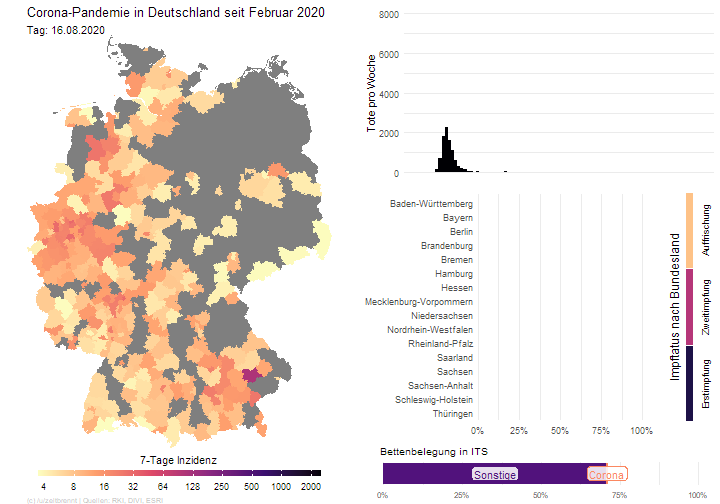 Corona-Pandemie in Deutschland seit Februar 2020
Tag: 16.08.2020
7-Tage Inzidenz
4 8 16 32 64 128 250 500 1000 2000
(c) /u/zeitbrennt | Quellen: RKI, DIVI, ESRI
Tote pro Woche
8000
6000
4000
2000
0
Baden-Württemberg
Bayern
Berlin
Brandenburg
Bremen
Hamburg
Hessen
Mecklenburg-Vorpommern
Niedersachsen
Nordrhein-Westfalen
Rheinland-Pfalz
Saarland
Sachsen
Sachsen-Anhalt
Schleswig-Holstein
Thüringen
0% 25% 50% 75% 100%
Impfstatus nach Bundesland
Auffrischung
Zweitimpfung
Erstimpfung
Bettenbelegung in ITS
Sonstige Corona
0% 25% 50% 75% 100%